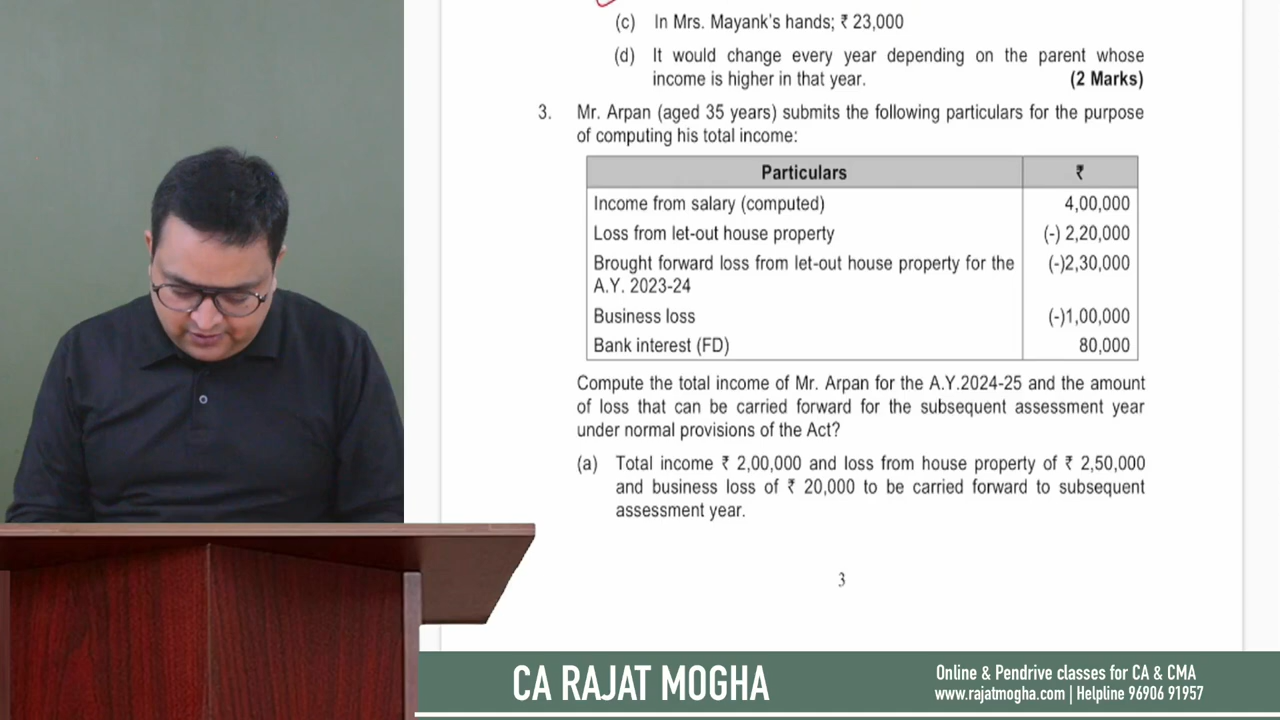 (c) In Mrs. Mayank's hands; ₹ 23,000
(d) It would change every year depending on the parent whose
income is higher in that year. (2 Marks)
3. Mr. Arpan (aged 35 years) submits the following particulars for the purpose
of computing his total income:
Particulars ₹
Income from salary (computed) 4,00,000
Loss from let-out house property (-) 2,20,000
Brought forward loss from let-out house property for the (-)2,30,000
A.Y. 2023-24
Business loss (-)1,00,000
Bank interest (FD) 80,000
Compute the total income of Mr. Arpan for the A.Y.2024-25 and the amount
of loss that can be carried forward for the subsequent assessment year
under normal provisions of the Act?
(a) Total income ₹ 2,00,000 and loss from house property of ₹ 2,50,000
and business loss of ₹ 20,000 to be carried forward to subsequent
assessment year.
3
CA RAJAT MOGHA
Online & Pendrive classes for CA & CMA
www.rajatmogha.com | Helpline 96906 91957